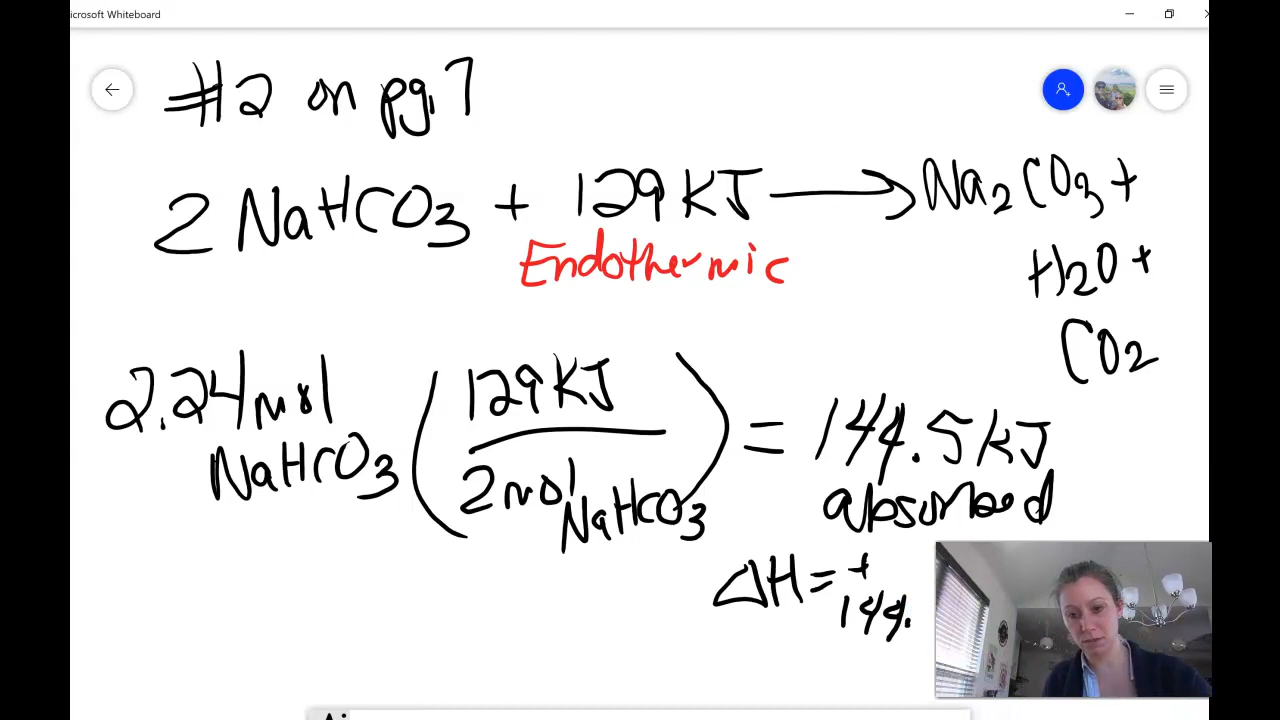 icrosoft Whiteboard
#2 on pg. 7
2 NaHCO3 + 129 KJ → Na2CO3 +
H2O +
CO2
Endothermic
2.24 mol NaHCO3 (129 KJ / 2 mol NaHCO3) = 144.5 KJ
absorbed
ΔH = +
144.